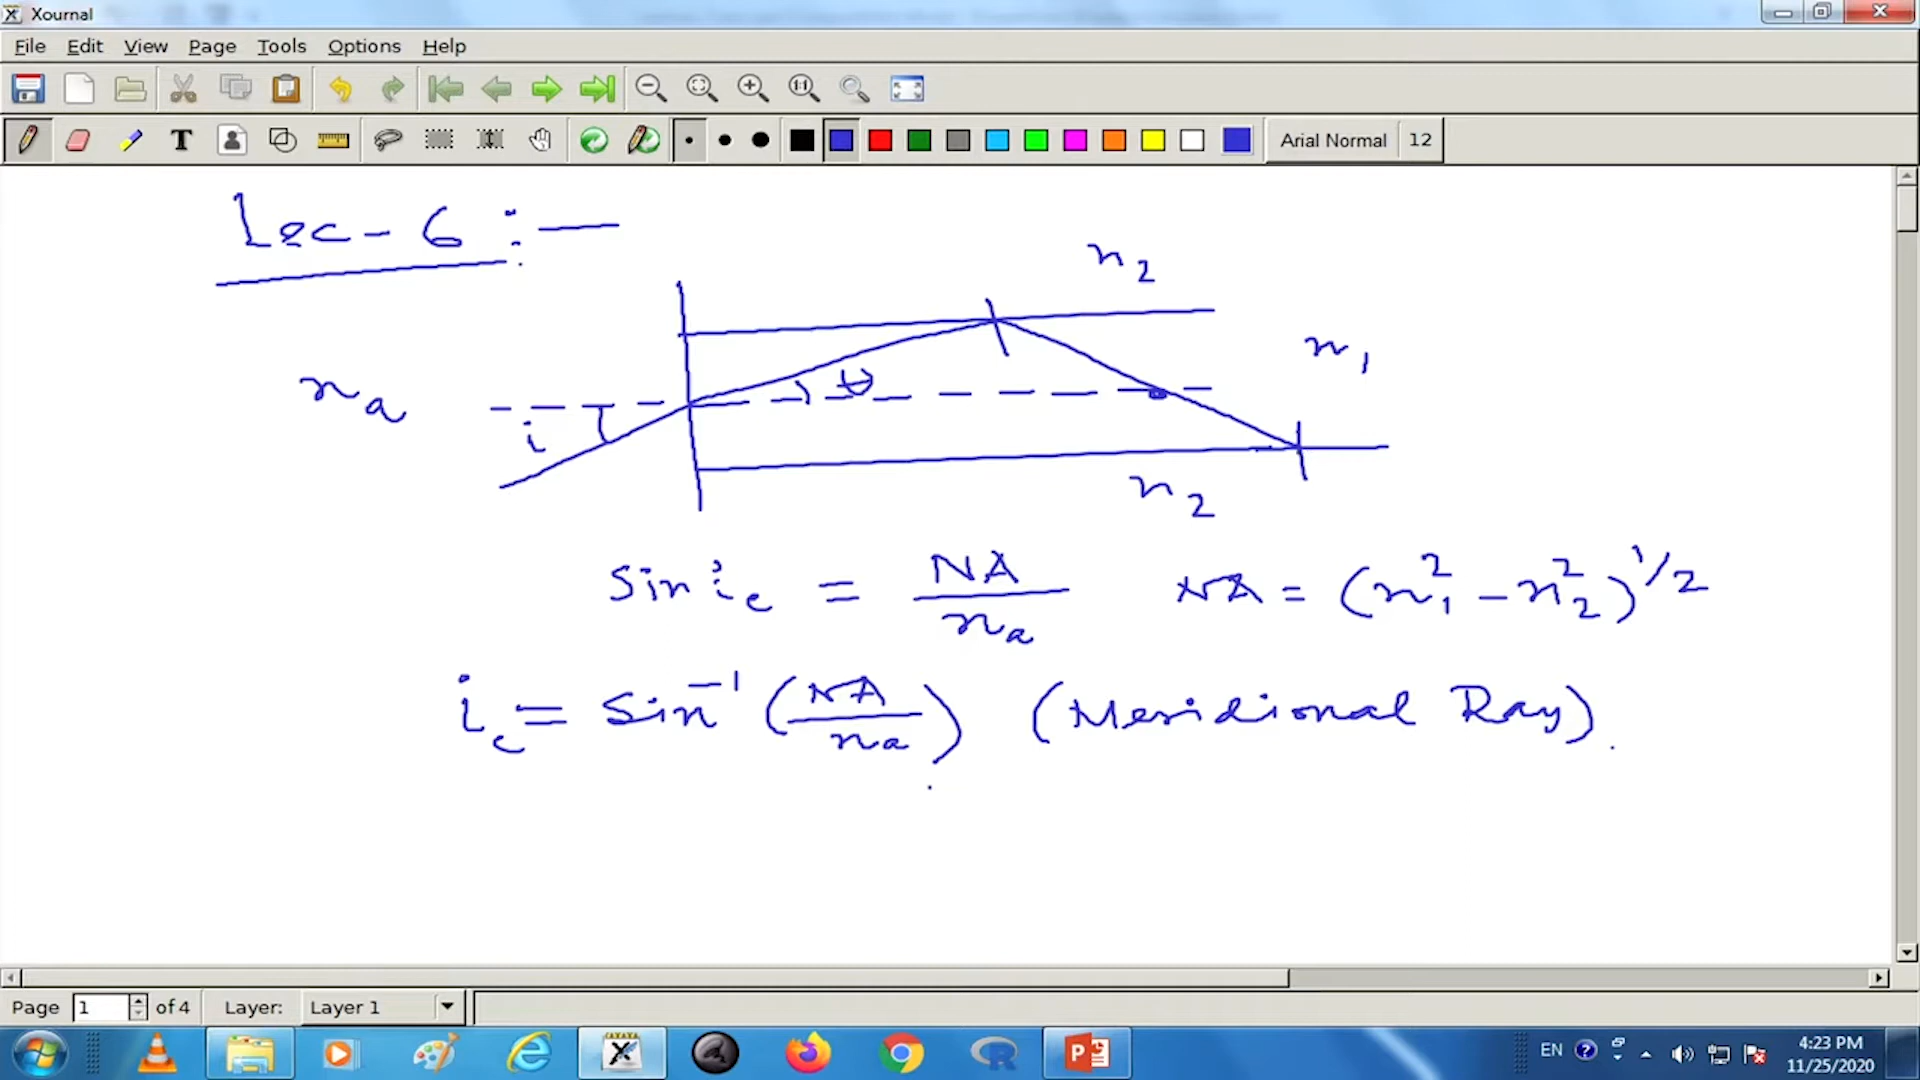 Xournal
File Edit View Page Tools Options Help
Arial Normal 12
Lec - 6 : —
n₂
n₁
nₐ
θ
i
n₂
Sin i_c = NA / nₐ NA = (n₁² - n₂²)^1/2
i_c = Sin⁻¹ (NA / nₐ) (Meridional Ray).
Page 1 of 4 Layer: Layer 1
EN 4:23 PM
11/25/2020